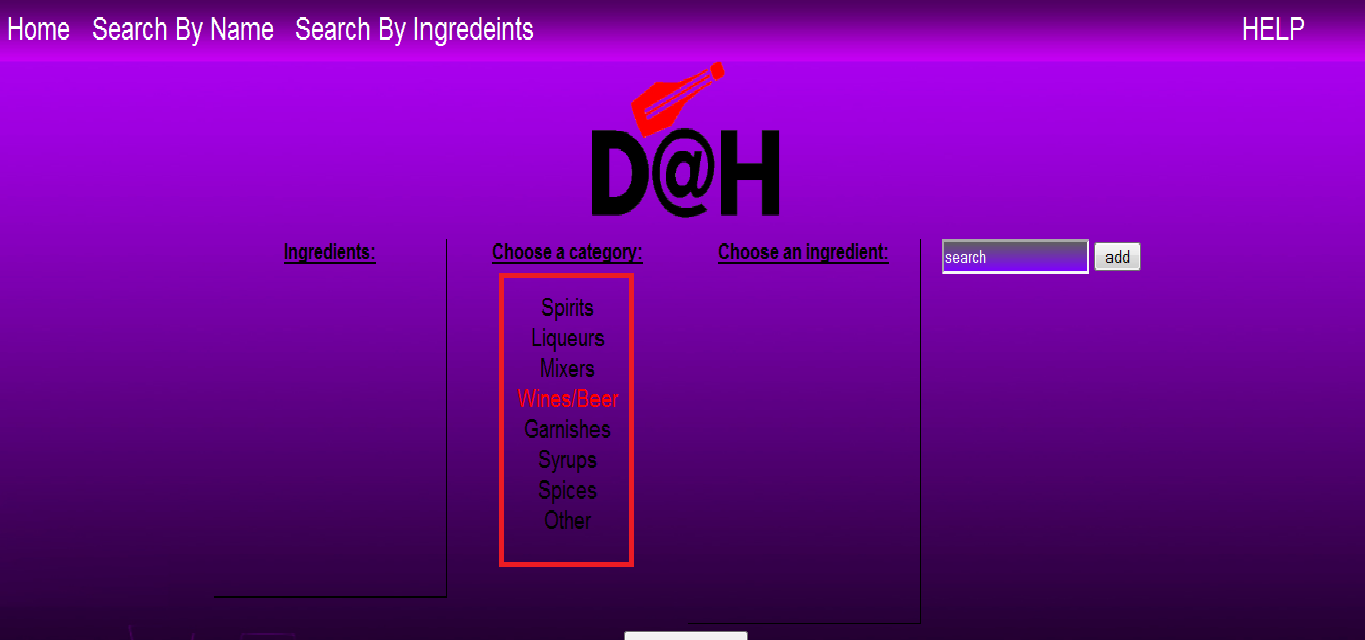 Home Search By Name Search By Ingredeints HELP
D@H
Ingredients: Choose a category: Choose an ingredient: search add
Spirits
Liqueurs
Mixers
Wines/Beer
Garnishes
Syrups
Spices
Other